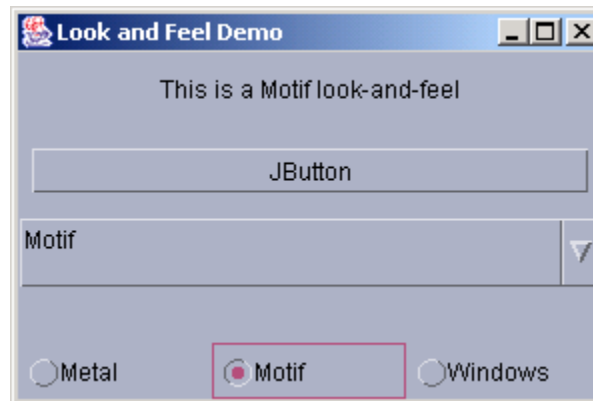 Look and Feel Demo
This is a Motif look-and-feel
JButton
Motif
Metal Motif Windows